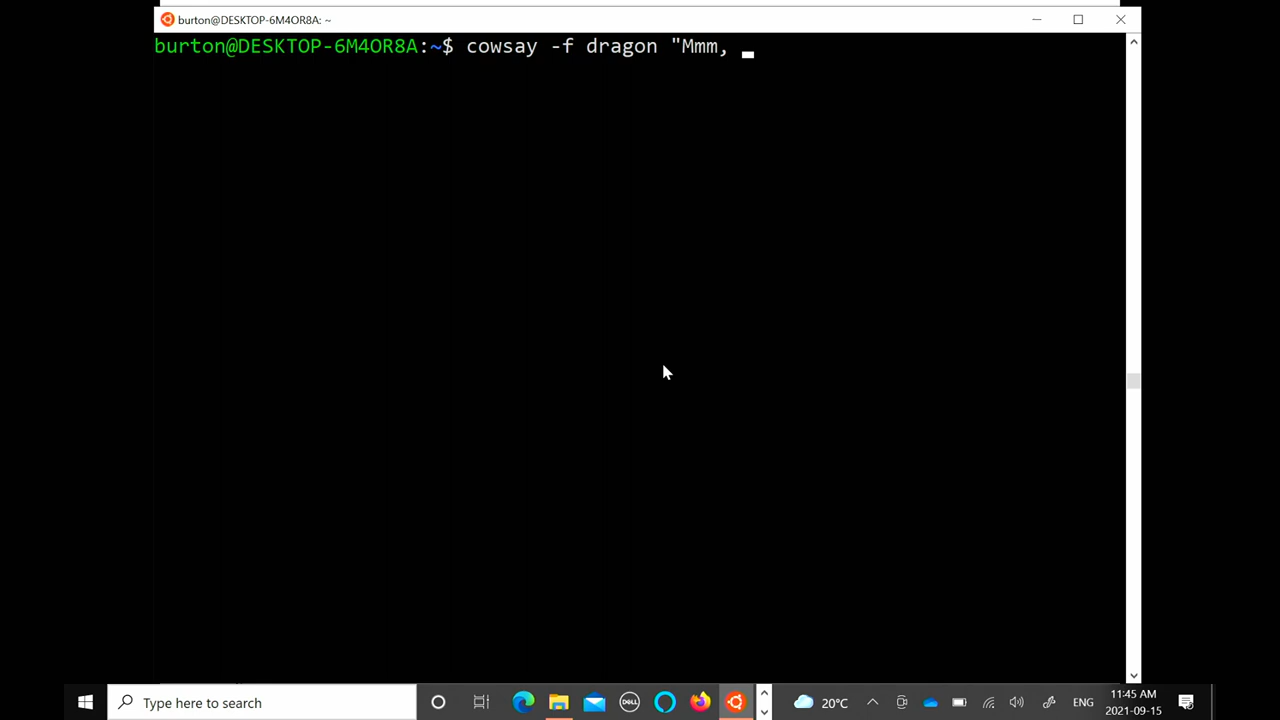 burton@DESKTOP-6M4OR8A: ~
burton@DESKTOP-6M4OR8A:~$ cowsay -f dragon "Mmm,
Type here to search
DELL
20°C
ENG
11:45 AM
2021-09-15